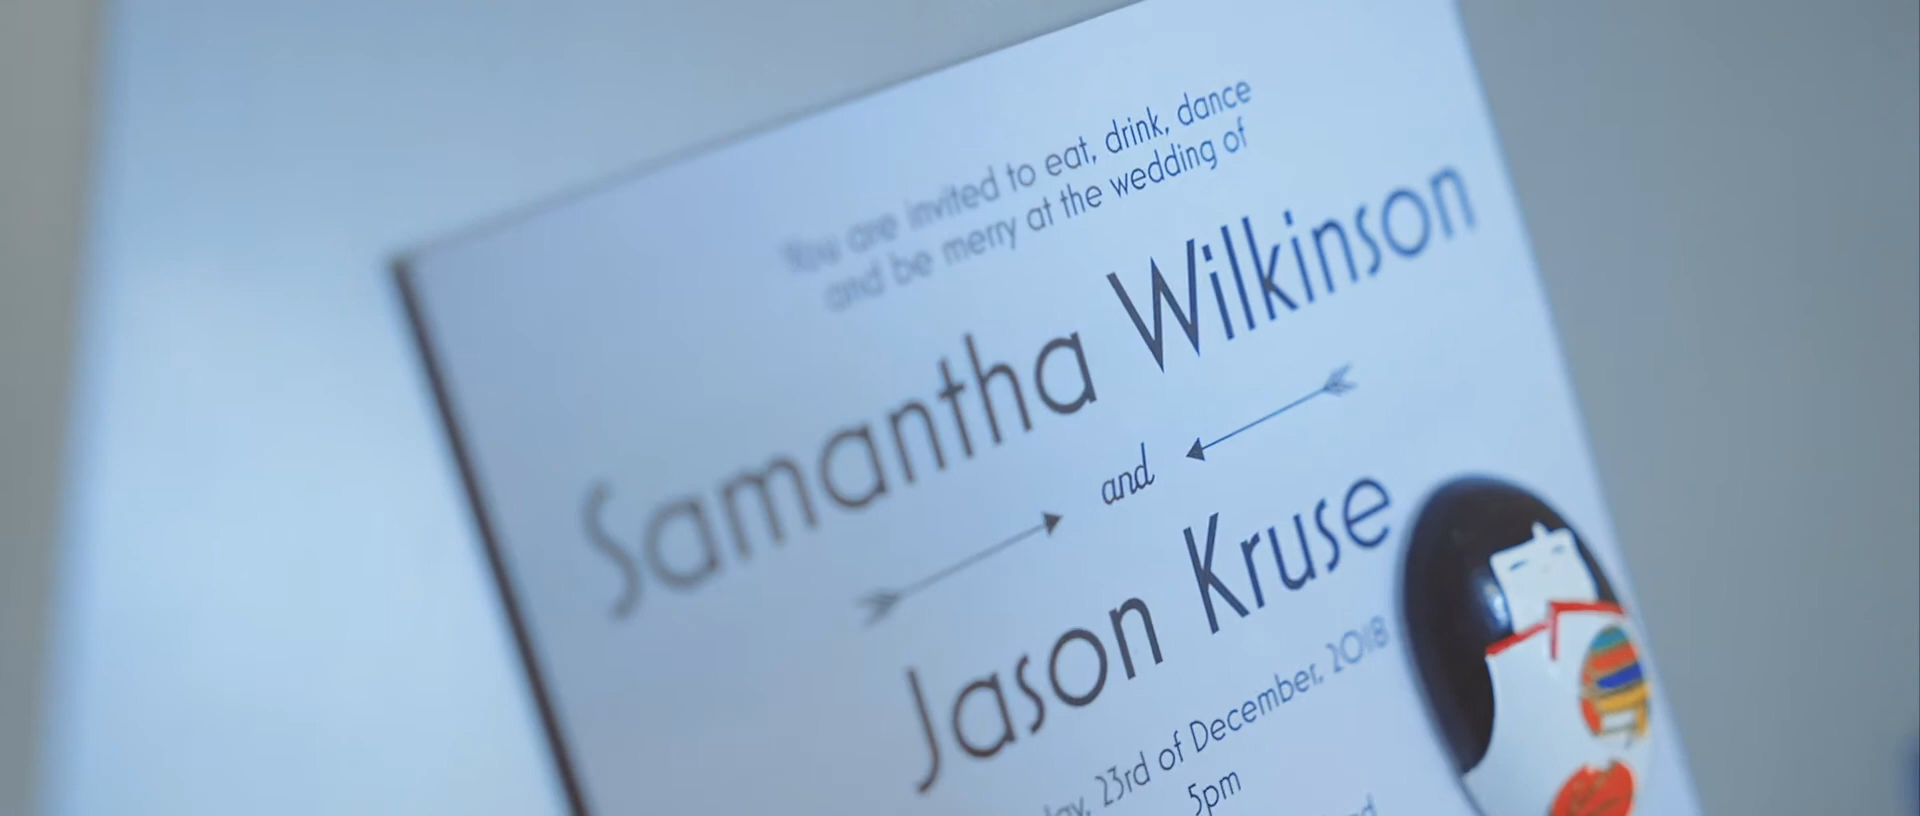 You are invited to eat, drink, dance
and be merry at the wedding of
Samantha Wilkinson
and
Jason Kruse
23rd of December, 2018
5pm